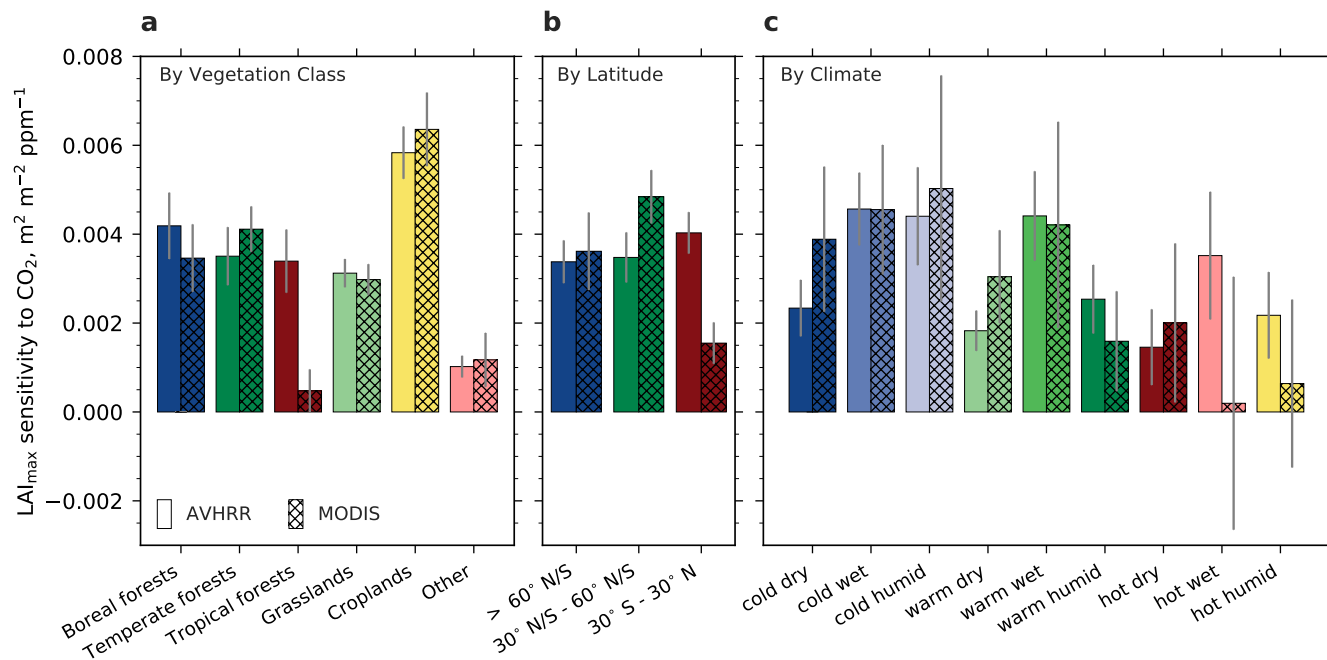 a
b
c
By Vegetation Class
By Latitude
By Climate
LAImax sensitivity to CO2, m² m⁻² ppm⁻¹
0.008
0.006
0.004
0.002
0.000
−0.002
AVHRR
MODIS
Boreal forests
Temperate forests
Tropical forests
Grasslands
Croplands
Other
> 60° N/S
30° N/S - 60° N/S
30° S - 30° N
cold dry
cold wet
cold humid
warm dry
warm wet
warm humid
hot dry
hot wet
hot humid